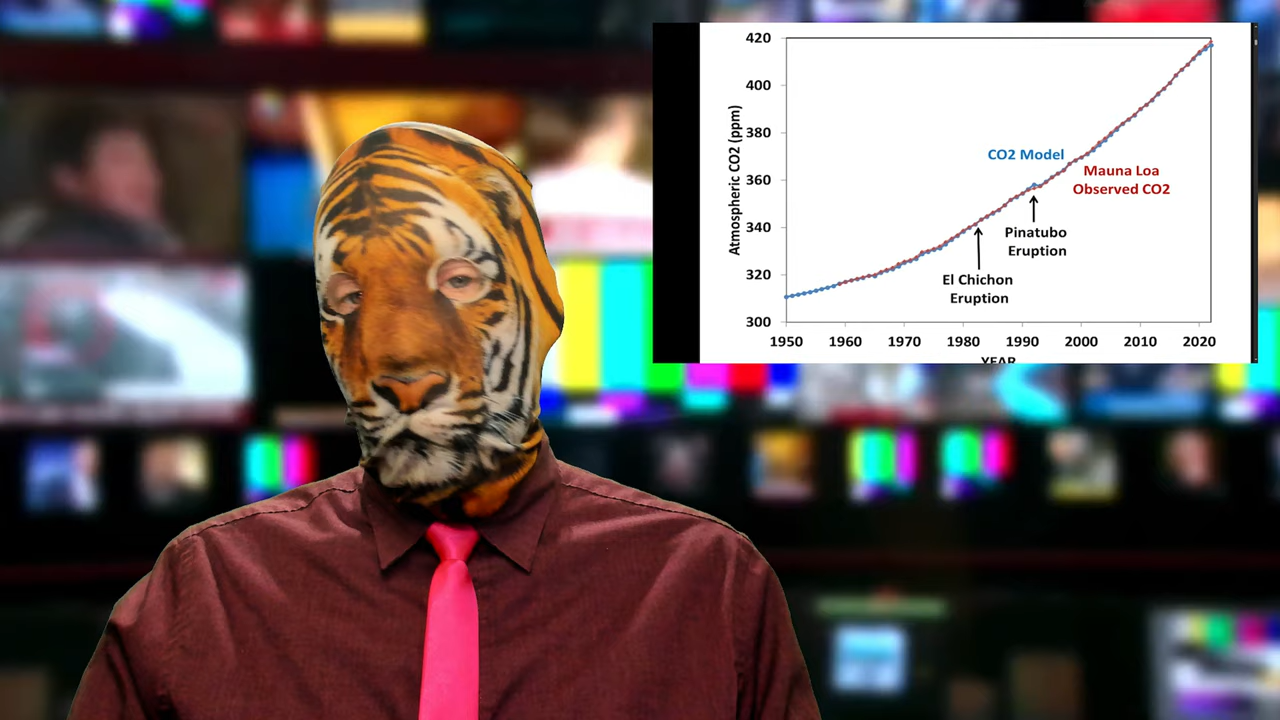 420
400
380
360
340
320
300
Atmospheric CO2 (ppm)
CO2 Model
Mauna Loa
Observed CO2
Pinatubo
Eruption
El Chichon
Eruption
1950 1960 1970 1980 1990 2000 2010 2020
YEAR